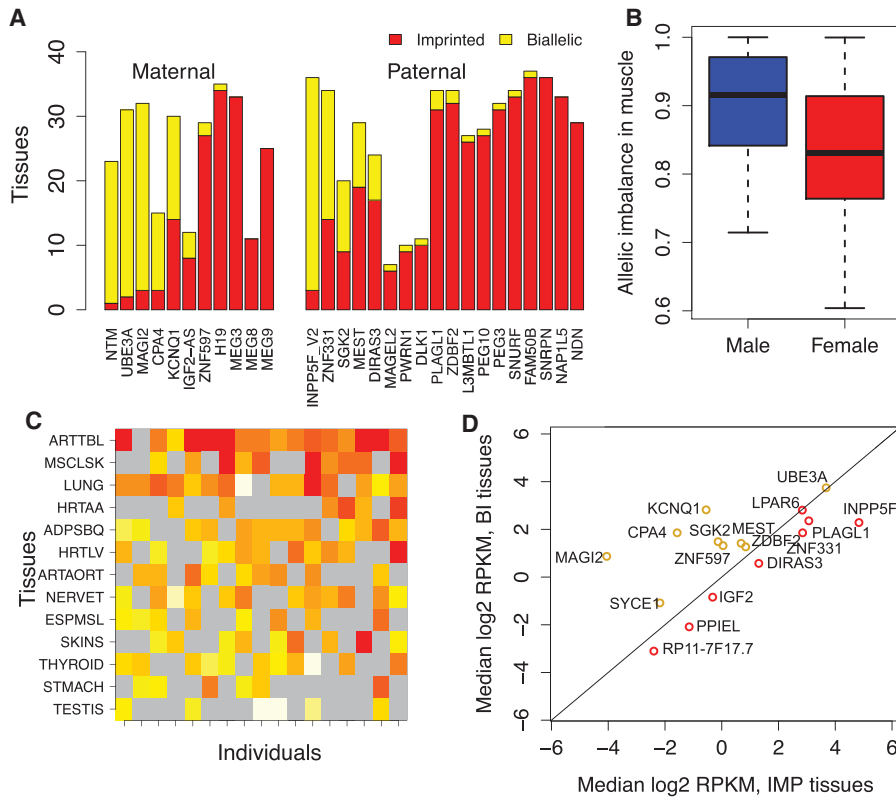 A
Imprinted
Biallelic
Maternal
Paternal
Tissues
0
10
20
30
40
NTM
UBE3A
MAGI2
CPA4
KCNQ1
IGF2-AS
ZNF597
H19
MEG3
MEG8
MEG9
INPP5F_V2
ZNF331
SGK2
MEST
DIRAS3
MAGEL2
PWRN1
DLK1
PLAGL1
ZDBF2
L3MBTL1
PEG10
PEG3
SNURF
FAM50B
SNRPN
NAP1L5
NDN
B
Allelic imbalance in muscle
1.0
0.9
0.8
0.7
0.6
Male
Female
C
Tissues
ARTTBL
MSCLSK
LUNG
HRTAA
ADPSBQ
HRTLV
ARTAORT
NERVET
ESPMSL
SKINS
THYROID
STMACH
TESTIS
Individuals
D
Median log2 RPKM, BI tissues
6
4
2
0
−2
−4
−6
UBE3A
KCNQ1
LPAR6
INPP5F
CPA4
SGK2
MEST
PLAGL1
ZDBF2
MAGI2
ZNF597
ZNF331
DIRAS3
SYCE1
IGF2
PPIEL
RP11-7F17.7
−6
−4
−2
0
2
4
6
Median log2 RPKM, IMP tissues